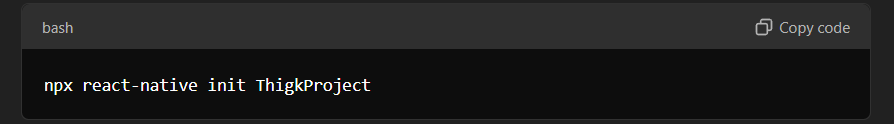 bash
Copy code
npx react-native init ThigkProject